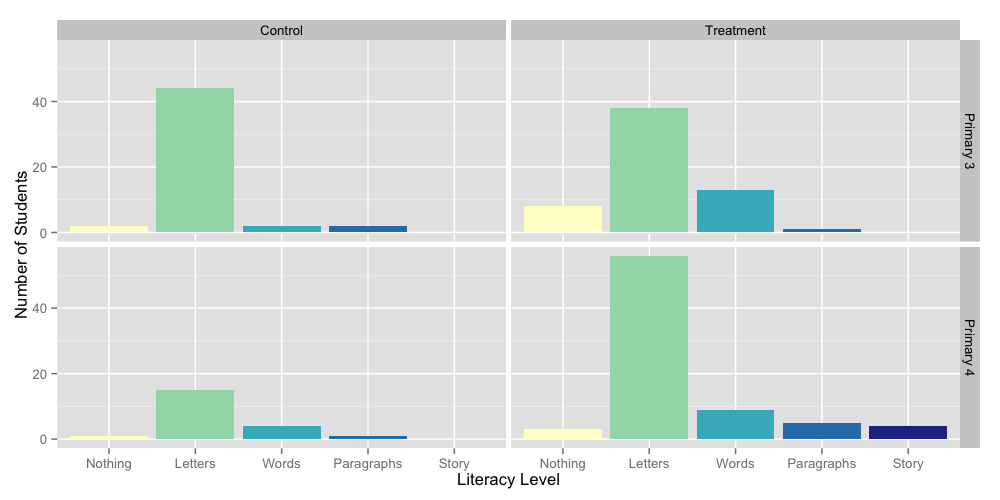 Control Treatment
40
20
0
Primary 3
40
20
0
Primary 4
Number of Students
Nothing Letters Words Paragraphs Story Nothing Letters Words Paragraphs Story
Literacy Level